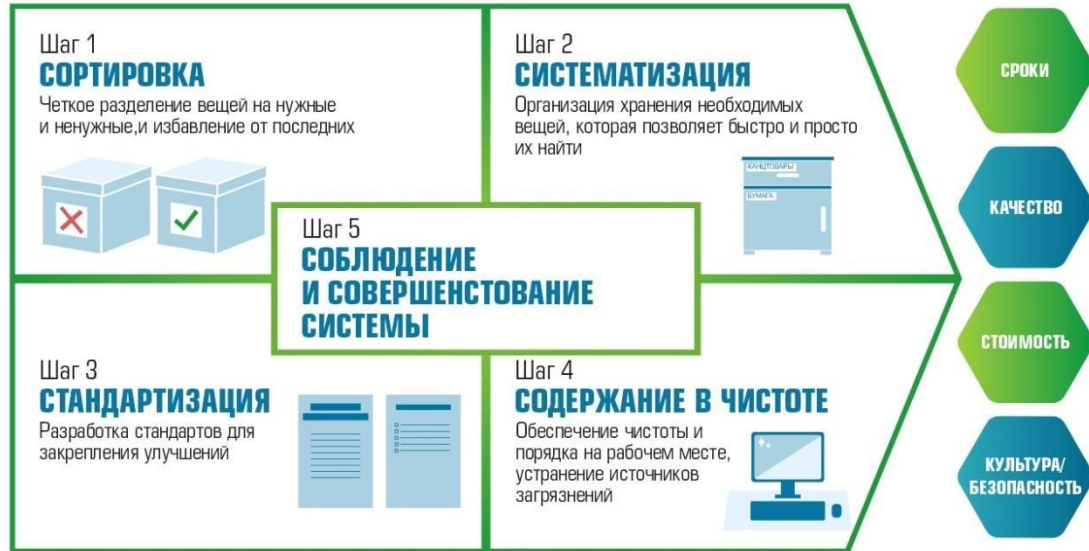 Шаг 1
СОРТИРОВКА
Четкое разделение вещей на нужные
и ненужные,и избавление от последних
Шаг 2
СИСТЕМАТИЗАЦИЯ
Организация хранения необходимых
вещей, которая позволяет быстро и просто
их найти
КАНЦТОВАРЫ
БУМАГА
Шаг 5
СОБЛЮДЕНИЕ
И СОВЕРШЕНСТОВАНИЕ
СИСТЕМЫ
Шаг 3
СТАНДАРТИЗАЦИЯ
Разработка стандартов для
закрепления улучшений
Шаг 4
СОДЕРЖАНИЕ В ЧИСТОТЕ
Обеспечение чистоты и
порядка на рабочем месте,
устранение источников
загрязнений
СРОКИ
КАЧЕСТВО
СТОИМОСТЬ
КУЛЬТУРА/
БЕЗОПАСНОСТЬ